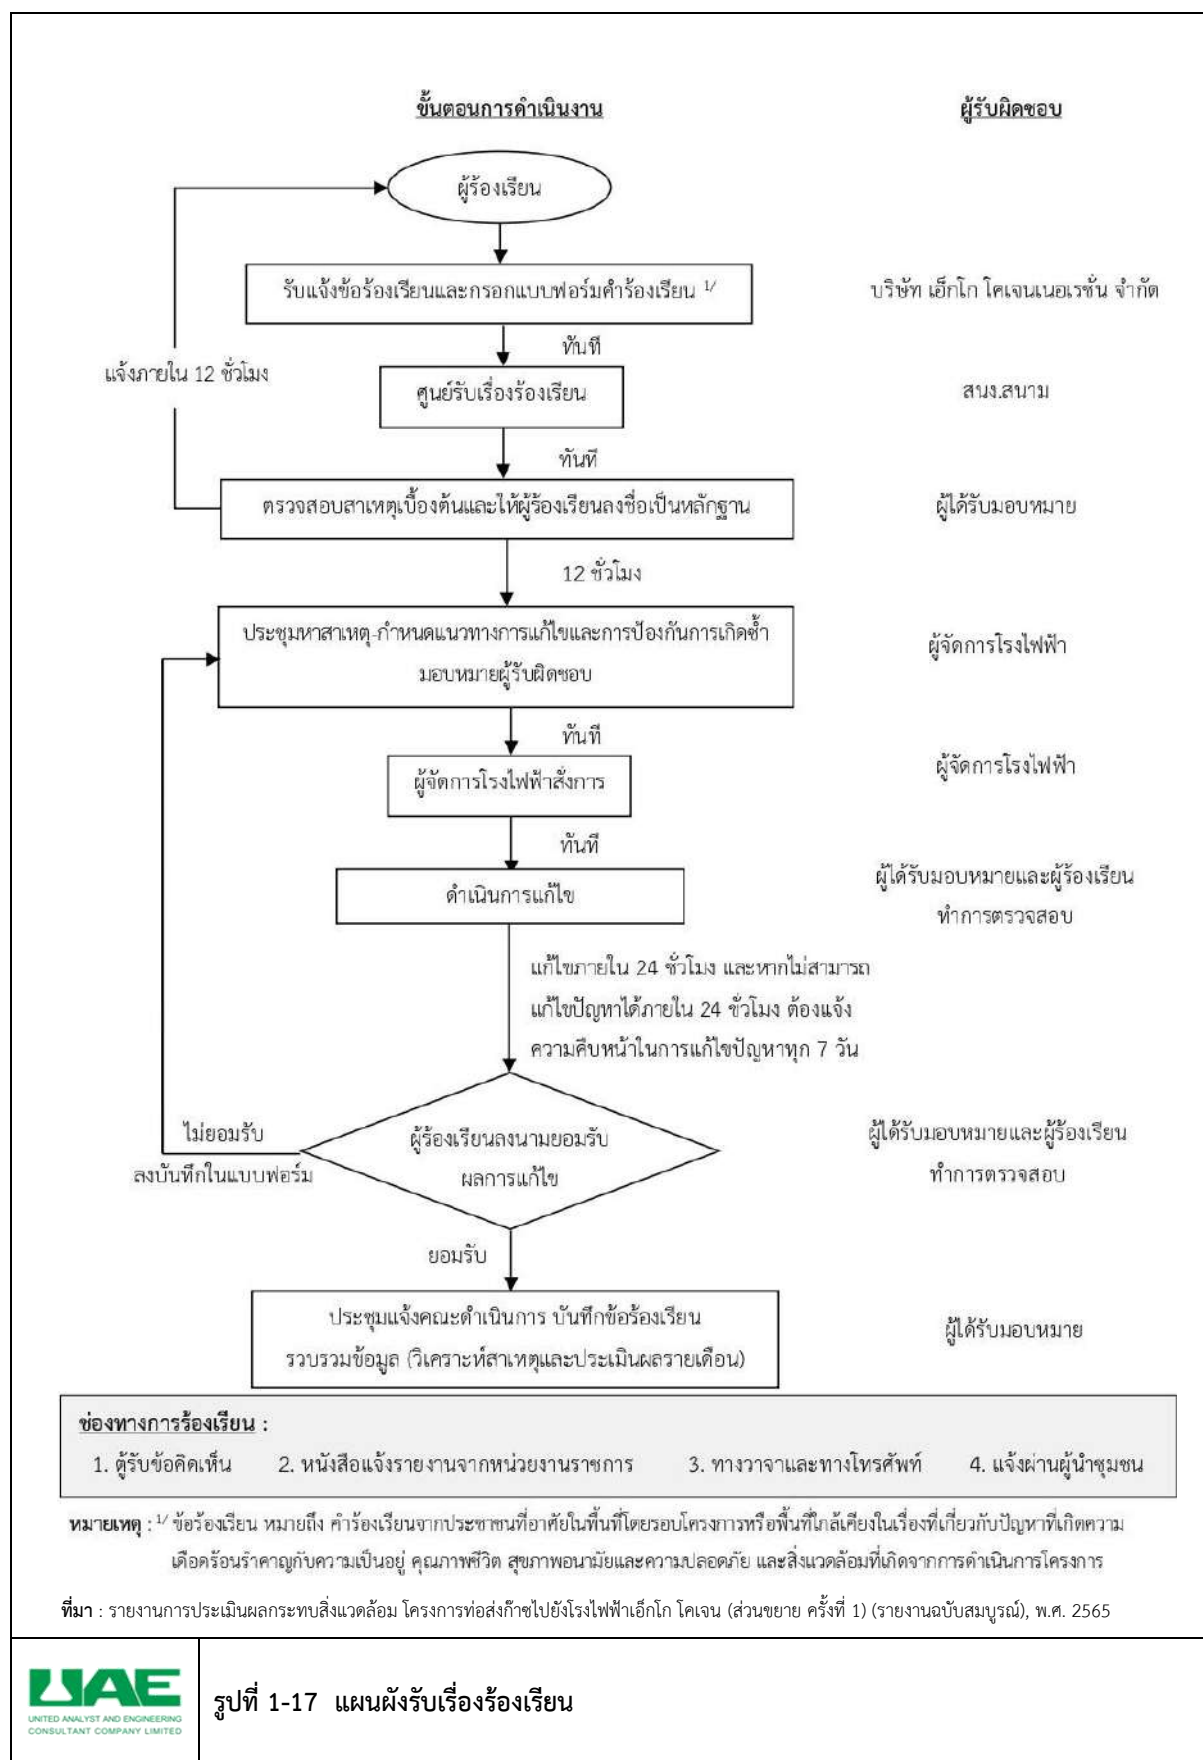 ขั้นตอนการดำเนินงาน
ผู้รับผิดชอบ
ผู้ร้องเรียน
รับแจ้งข้อร้องเรียนและกรอกแบบฟอร์มคำร้องเรียน 1/
บริษัท เอ็กโก โคเจนเนอเรชั่น จำกัด
ทันที
แจ้งภายใน 12 ชั่วโมง
ศูนย์รับเรื่องร้องเรียน
สนง.สนาม
ทันที
ตรวจสอบสาเหตุเบื้องต้นและให้ผู้ร้องเรียนลงชื่อเป็นหลักฐาน
ผู้ได้รับมอบหมาย
12 ชั่วโมง
ประชุมหาสาเหตุ-กำหนดแนวทางการแก้ไขและการป้องกันการเกิดซ้ำ
มอบหมายผู้รับผิดชอบ
ผู้จัดการโรงไฟฟ้า
ทันที
ผู้จัดการโรงไฟฟ้าสั่งการ
ผู้จัดการโรงไฟฟ้า
ทันที
ดำเนินการแก้ไข
ผู้ได้รับมอบหมายและผู้ร้องเรียน
ทำการตรวจสอบ
แก้ไขภายใน 24 ชั่วโมง และหากไม่สามารถ
แก้ไขปัญหาได้ภายใน 24 ชั่วโมง ต้องแจ้ง
ความคืบหน้าในการแก้ไขปัญหาทุก 7 วัน
ไม่ยอมรับ
ลงบันทึกในแบบฟอร์ม
ผู้ร้องเรียนลงนามยอมรับ
ผลการแก้ไข
ผู้ได้รับมอบหมายและผู้ร้องเรียน
ทำการตรวจสอบ
ยอมรับ
ประชุมแจ้งคณะดำเนินการ บันทึกข้อร้องเรียน
รวบรวมข้อมูล (วิเคราะห์สาเหตุและประเมินผลรายเดือน)
ผู้ได้รับมอบหมาย
ช่องทางการร้องเรียน :
1. ตู้รับข้อคิดเห็น 2. หนังสือแจ้งรายงานจากหน่วยงานราชการ 3. ทางวาจาและทางโทรศัพท์ 4. แจ้งผ่านผู้นำชุมชน
หมายเหตุ : 1/ ข้อร้องเรียน หมายถึง คำร้องเรียนจากประชาชนที่อาศัยในพื้นที่โดยรอบโครงการหรือพื้นที่ใกล้เคียงในเรื่องที่เกี่ยวกับปัญหาที่เกิดความ
เดือดร้อนรำคาญกับความเป็นอยู่ คุณภาพชีวิต สุขภาพอนามัยและความปลอดภัย และสิ่งแวดล้อมที่เกิดจากการดำเนินการโครงการ
ที่มา : รายงานการประเมินผลกระทบสิ่งแวดล้อม โครงการท่อส่งก๊าซไปยังโรงไฟฟ้าเอ็กโก โคเจน (ส่วนขยาย ครั้งที่ 1) (รายงานฉบับสมบูรณ์), พ.ศ. 2565
UAE
UNITED ANALYST AND ENGINEERING
CONSULTANT COMPANY LIMITED
รูปที่ 1-17 แผนผังรับเรื่องร้องเรียน